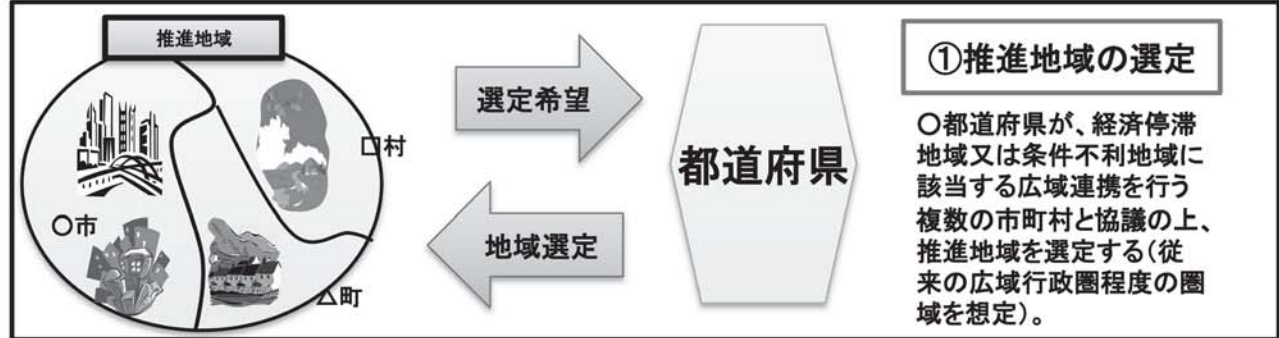 推進地域
○市
□村
△町
選定希望
地域選定
都道府県
①推進地域の選定
○都道府県が、経済停滞
地域又は条件不利地域に
該当する広域連携を行う
複数の市町村と協議の上、
推進地域を選定する(従
来の広域行政圏程度の圏
域を想定)。